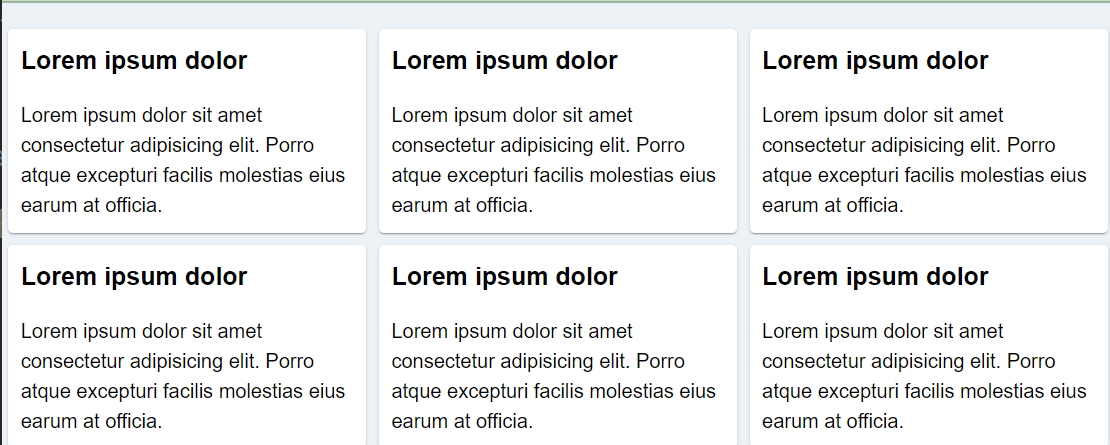 Lorem ipsum dolor
Lorem ipsum dolor sit amet
consectetur adipisicing elit. Porro
atque excepturi facilis molestias eius
earum at officia.
Lorem ipsum dolor
Lorem ipsum dolor sit amet
consectetur adipisicing elit. Porro
atque excepturi facilis molestias eius
earum at officia.
Lorem ipsum dolor
Lorem ipsum dolor sit amet
consectetur adipisicing elit. Porro
atque excepturi facilis molestias eius
earum at officia.
Lorem ipsum dolor
Lorem ipsum dolor sit amet
consectetur adipisicing elit. Porro
atque excepturi facilis molestias eius
earum at officia.
Lorem ipsum dolor
Lorem ipsum dolor sit amet
consectetur adipisicing elit. Porro
atque excepturi facilis molestias eius
earum at officia.
Lorem ipsum dolor
Lorem ipsum dolor sit amet
consectetur adipisicing elit. Porro
atque excepturi facilis molestias eius
earum at officia.